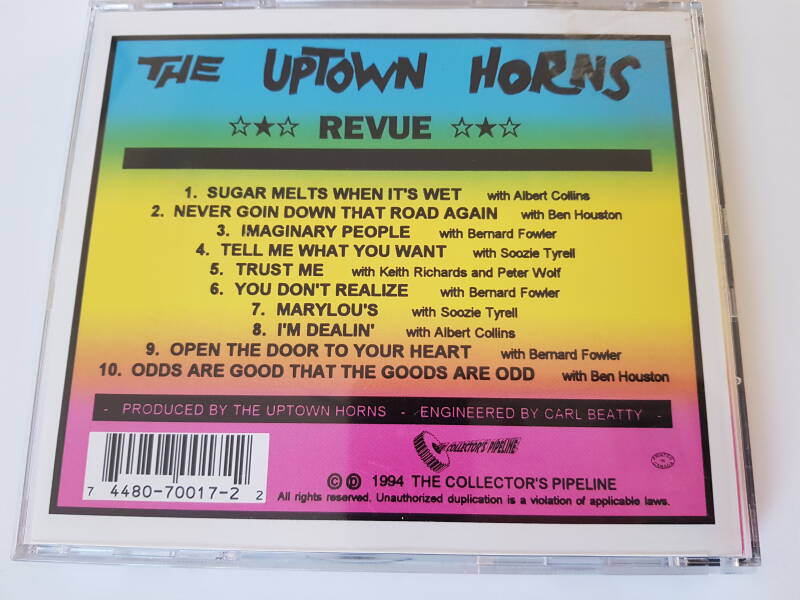 THE UPTOWN HORNS
☆★☆ REVUE ☆★☆
1. SUGAR MELTS WHEN IT'S WET with Albert Collins
2. NEVER GOIN DOWN THAT ROAD AGAIN with Ben Houston
3. IMAGINARY PEOPLE with Bernard Fowler
4. TELL ME WHAT YOU WANT with Soozie Tyrell
5. TRUST ME with Keith Richards and Peter Wolf
6. YOU DON'T REALIZE with Bernard Fowler
7. MARYLOU'S with Soozie Tyrell
8. I'M DEALIN' with Albert Collins
9. OPEN THE DOOR TO YOUR HEART with Bernard Fowler
10. ODDS ARE GOOD THAT THE GOODS ARE ODD with Ben Houston
- PRODUCED BY THE UPTOWN HORNS - ENGINEERED BY CARL BEATTY -
COLLECTOR'S PIPELINE
7 4480-70017-2 2
© ℗ 1994 THE COLLECTOR'S PIPELINE
All rights reserved. Unauthorized duplication is a violation of applicable laws.